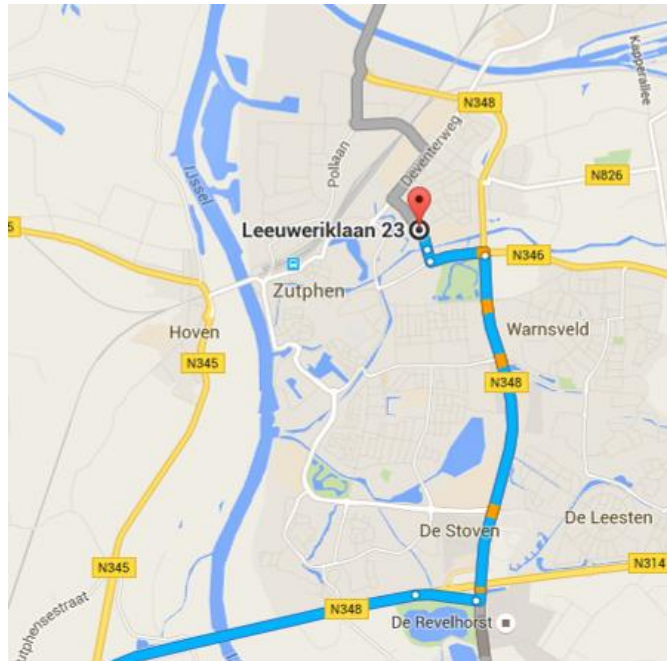 Kapperallee
N348
Deventerweg
Pollaan
IJssel
N826
Leeuweriklaan 23
N346
Zutphen
Hoven
Warnsveld
N345
N348
De Stoven
De Leesten
N345
N314
N348
De Revelhorst